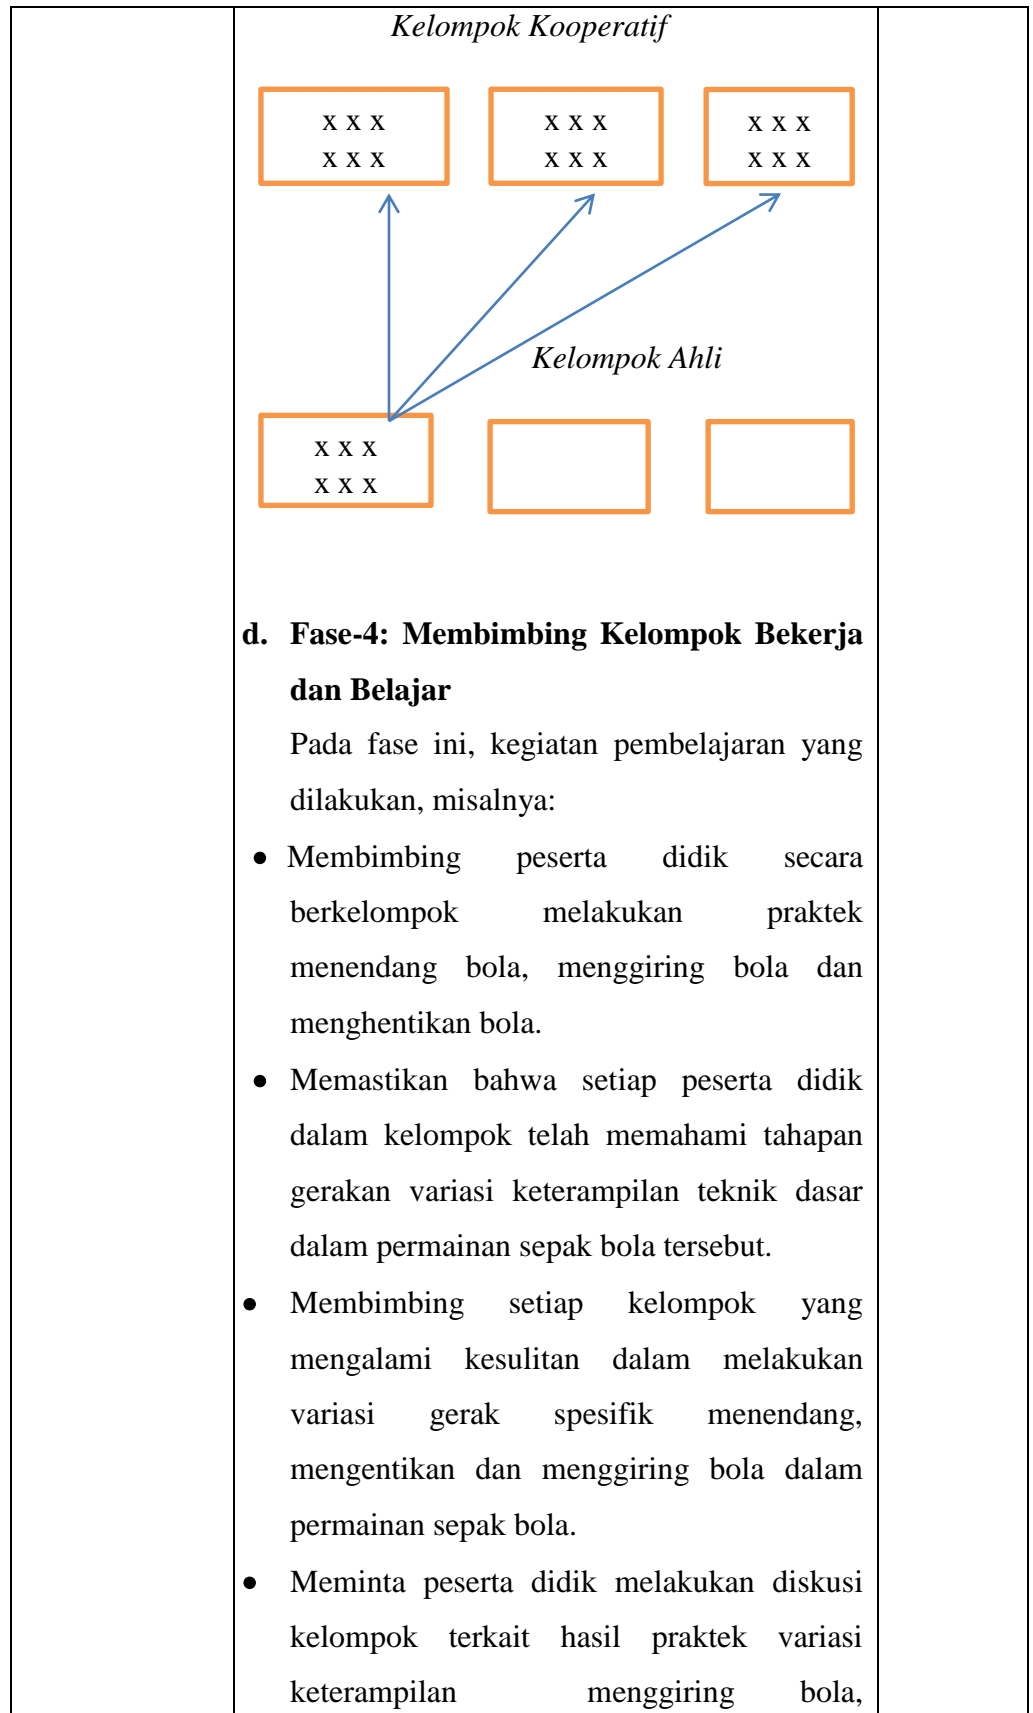 Kelompok Kooperatif
x x x x x x x x x
x x x x x x x x x
Kelompok Ahli
x x x
x x x
d. Fase-4: Membimbing Kelompok Bekerja
dan Belajar
Pada fase ini, kegiatan pembelajaran yang
dilakukan, misalnya:
● Membimbing peserta didik secara
berkelompok melakukan praktek
menendang bola, menggiring bola dan
menghentikan bola.
● Memastikan bahwa setiap peserta didik
dalam kelompok telah memahami tahapan
gerakan variasi keterampilan teknik dasar
dalam permainan sepak bola tersebut.
● Membimbing setiap kelompok yang
mengalami kesulitan dalam melakukan
variasi gerak spesifik menendang,
mengentikan dan menggiring bola dalam
permainan sepak bola.
● Meminta peserta didik melakukan diskusi
kelompok terkait hasil praktek variasi
keterampilan menggiring bola,